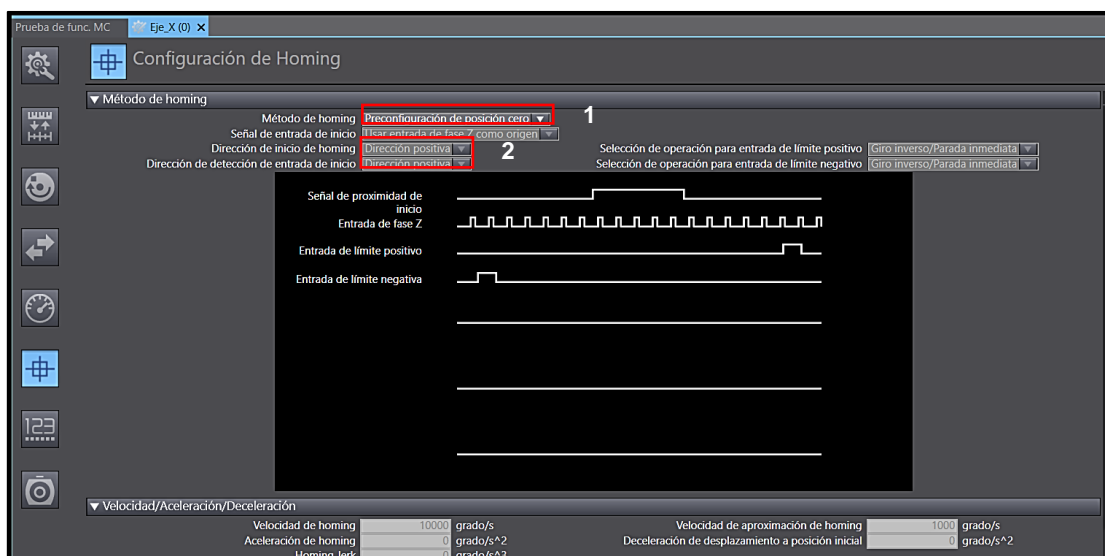 Prueba de func. MC Eje_X (0)
Configuración de Homing
Método de homing
Método de homing Preconfiguración de posición cero 1
Señal de entrada de inicio Usar entrada de fase Z como origen
Dirección de inicio de homing Dirección positiva 2 Selección de operación para entrada de límite positivo Giro inverso/Parada inmediata
Dirección de detección de entrada de inicio Dirección positiva Selección de operación para entrada de límite negativo Giro inverso/Parada inmediata
Señal de proximidad de
inicio
Entrada de fase Z
Entrada de límite positivo
Entrada de límite negativa
123
Velocidad/Aceleración/Deceleración
Velocidad de homing 10000 grado/s Velocidad de aproximación de homing 1000 grado/s
Aceleración de homing 0 grado/s^2 Deceleración de desplazamiento a posición inicial 0 grado/s^2
Homing Jerk 0 grado/s^3